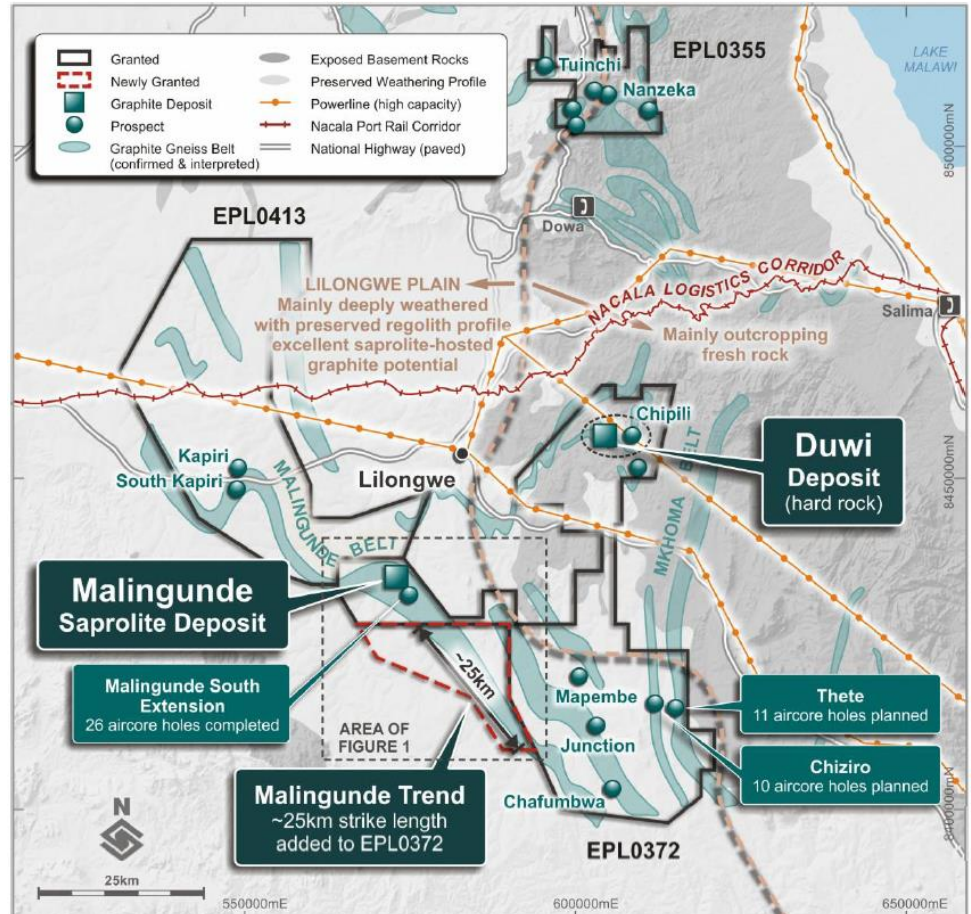 Granted
Newly Granted
Graphite Deposit
Prospect
Graphite Gneiss Belt
(confirmed & interpreted)
Exposed Basement Rocks
Preserved Weathering Profile
Powerline (high capacity)
Nacala Port Rail Corridor
National Highway (paved)
EPL0355
LAKE
MALAWI
Tuinchi
Nanzeka
8500000mN
EPL0413
Dowa
LILONGWE PLAIN
Mainly deeply weathered
with preserved regolith profile
excellent saprolite-hosted
graphite potential
NACALA LOGISTICS CORRIDOR
Mainly outcropping
fresh rock
Salima
Chipili
Duwi
Deposit
(hard rock)
Kapiri
South Kapiri
Lilongwe
8450000mN
MALINGUNDE BELT
MKHOMA BELT
Malingunde
Saprolite Deposit
~25km
Malingunde South
Extension
26 aircore holes completed
AREA OF
FIGURE 1
Mapembe
Junction
Chafumbwa
Thete
11 aircore holes planned
Chiziro
10 aircore holes planned
Malingunde Trend
~25km strike length
added to EPL0372
EPL0372
8400000mN
N
25km
550000mE
600000mE
650000mE